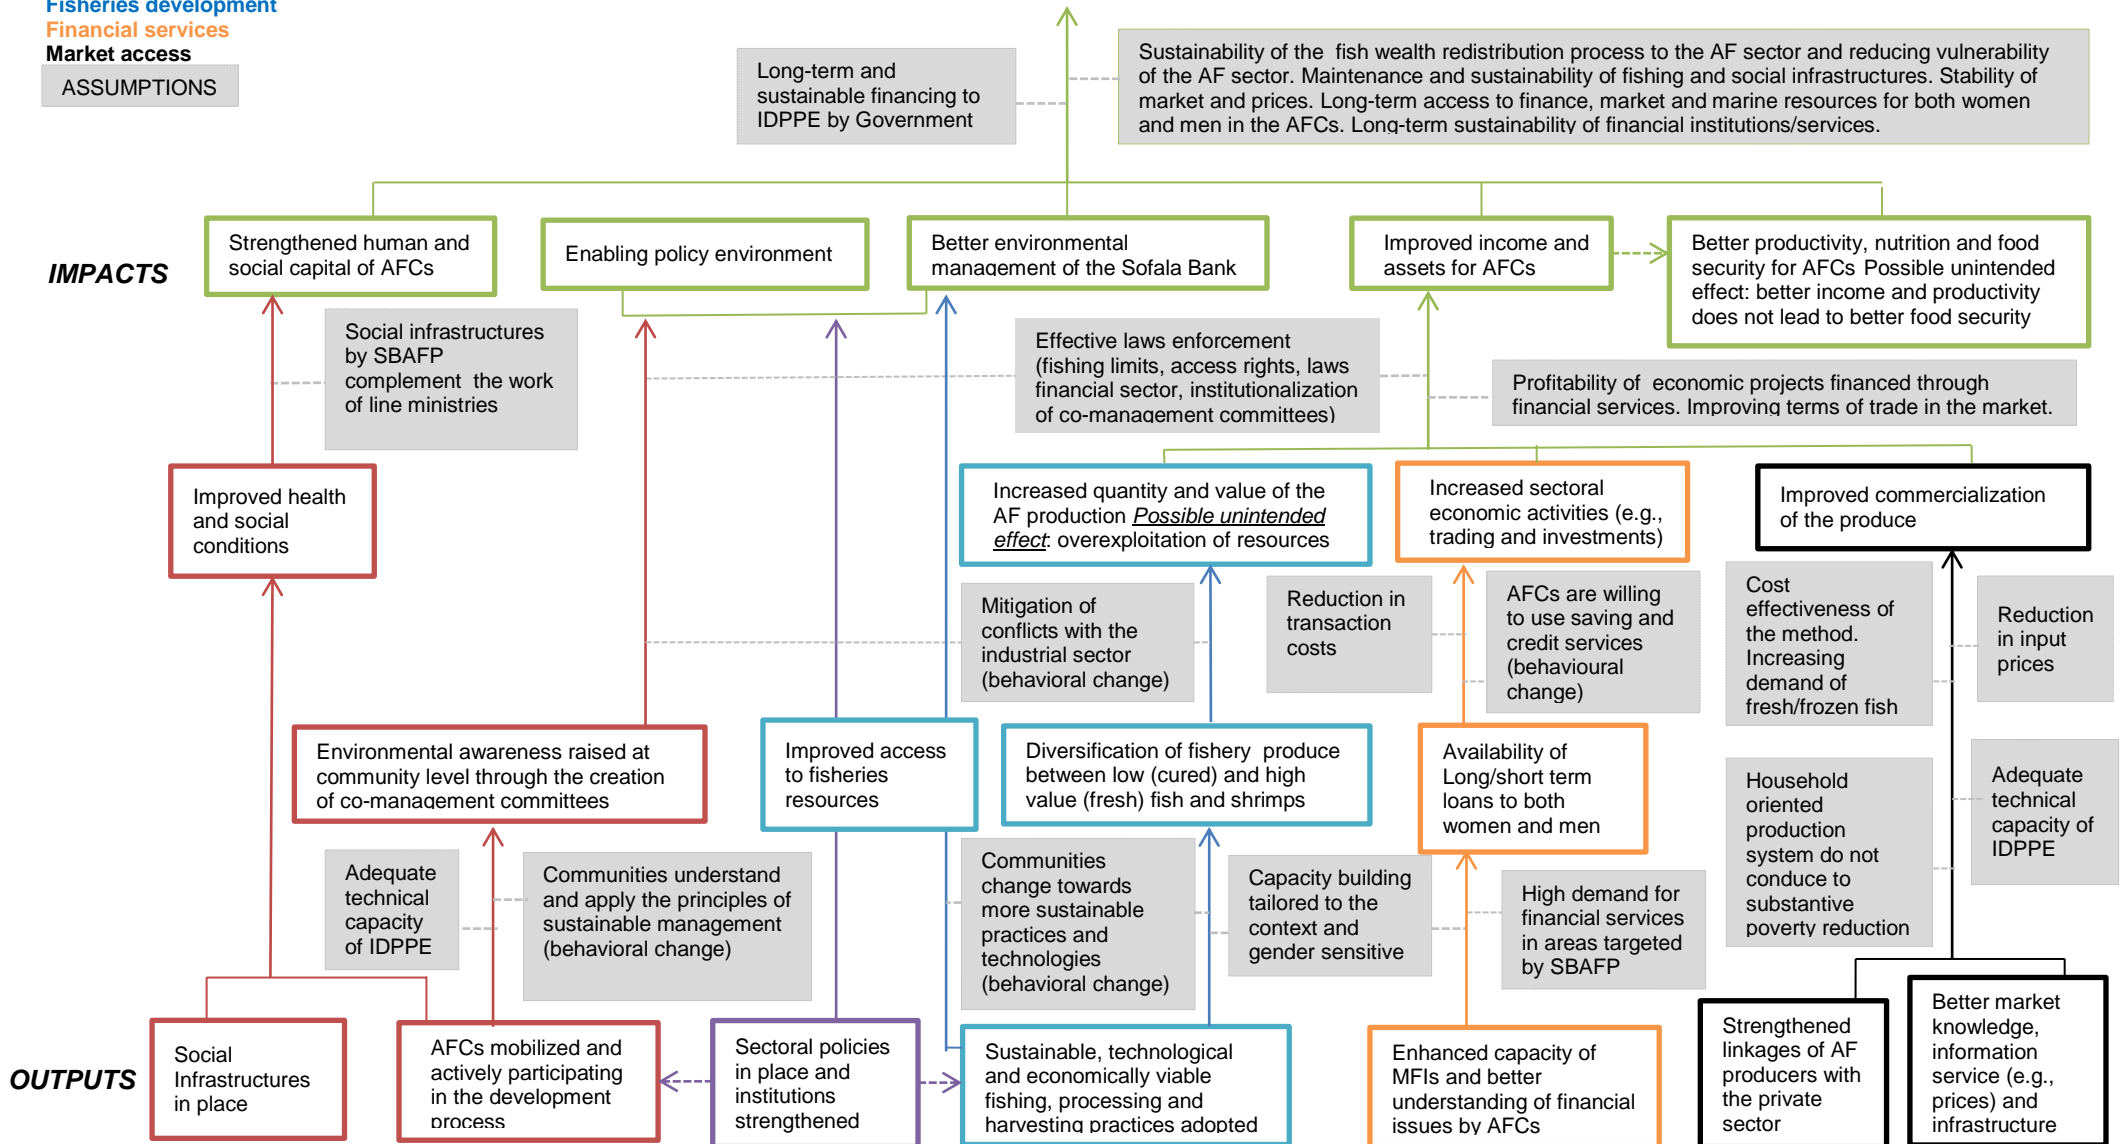 Fisheries development
Financial services
Market access
ASSUMPTIONS
Long-term and
sustainable financing to
IDPPE by Government
Sustainability of the fish wealth redistribution process to the AF sector and reducing vulnerability
of the AF sector. Maintenance and sustainability of fishing and social infrastructures. Stability of
market and prices. Long-term access to finance, market and marine resources for both women
and men in the AFCs. Long-term sustainability of financial institutions/services.
IMPACTS
Strengthened human and
social capital of AFCs
Enabling policy environment
Better environmental
management of the Sofala Bank
Improved income and
assets for AFCs
Better productivity, nutrition and food
security for AFCs Possible unintended
effect: better income and productivity
does not lead to better food security
Social infrastructures
by SBAFP
complement the work
of line ministries
Effective laws enforcement
(fishing limits, access rights, laws
financial sector, institutionalization
of co-management committees)
Profitability of economic projects financed through
financial services. Improving terms of trade in the market.
Improved health
and social
conditions
Increased quantity and value of the
AF production Possible unintended
effect: overexploitation of resources
Increased sectoral
economic activities (e.g.,
trading and investments)
Improved commercialization
of the produce
Mitigation of
conflicts with the
industrial sector
(behavioral change)
Reduction in
transaction
costs
AFCs are willing
to use saving and
credit services
(behavioural
change)
Cost
effectiveness of
the method.
Increasing
demand of
fresh/frozen fish
Reduction
in input
prices
Environmental awareness raised at
community level through the creation
of co-management committees
Improved access
to fisheries
resources
Diversification of fishery produce
between low (cured) and high
value (fresh) fish and shrimps
Availability of
Long/short term
loans to both
women and men
Household
oriented
production
system do not
conduce to
substantive
poverty reduction
Adequate
technical
capacity of
IDPPE
Adequate
technical
capacity
of IDPPE
Communities understand
and apply the principles of
sustainable management
(behavioral change)
Communities
change towards
more sustainable
practices and
technologies
(behavioral change)
Capacity building
tailored to the
context and
gender sensitive
High demand for
financial services
in areas targeted
by SBAFP
OUTPUTS
Social
Infrastructures
in place
AFCs mobilized and
actively participating
in the development
process
Sectoral policies
in place and
institutions
strengthened
Sustainable, technological
and economically viable
fishing, processing and
harvesting practices adopted
Enhanced capacity of
MFIs and better
understanding of financial
issues by AFCs
Strengthened
linkages of AF
producers with
the private
sector
Better market
knowledge,
information
service (e.g.,
prices) and
infrastructure